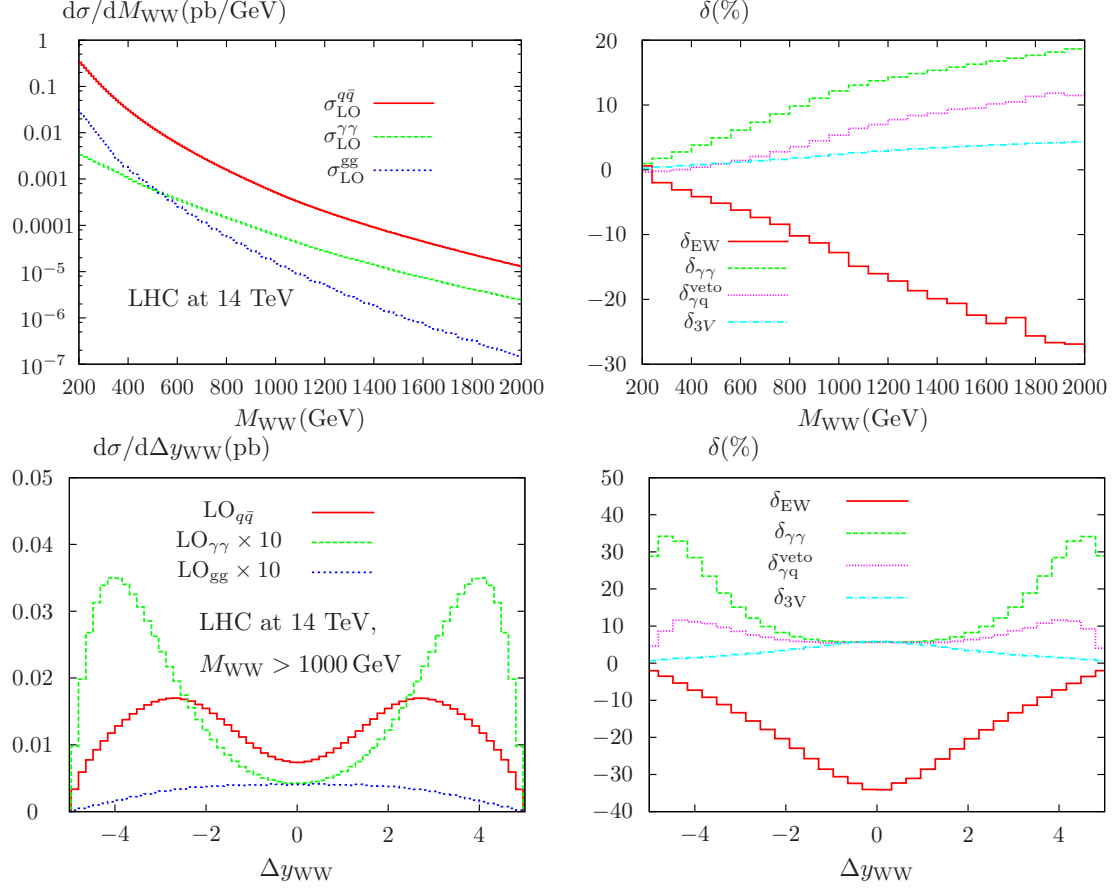 dσ/dM_WW(pb/GeV)
1
0.1
0.01
0.001
0.0001
10^−5
10^−6
10^−7
σ_LO^{qq̄}
σ_LO^{γγ}
σ_LO^{gg}
LHC at 14 TeV
200 400 600 800 1000 1200 1400 1600 1800 2000
M_WW(GeV)
δ(%)
20
10
0
−10
−20
−30
δ_EW
δ_γγ
δ_γq^veto
δ_3V
200 400 600 800 1000 1200 1400 1600 1800 2000
M_WW(GeV)
dσ/dΔy_WW(pb)
0.05
0.04
0.03
0.02
0.01
0
LO_{qq̄}
LO_γγ × 10
LO_gg × 10
LHC at 14 TeV,
M_WW > 1000 GeV
−4 −2 0 2 4
Δy_WW
δ(%)
50
40
30
20
10
0
−10
−20
−30
−40
δ_EW
δ_γγ
δ_γq^veto
δ_3V
−4 −2 0 2 4
Δy_WW